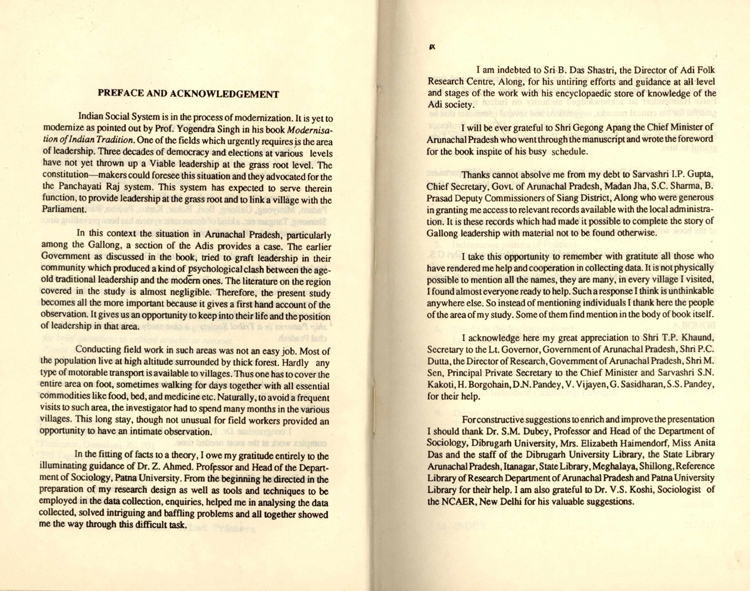 PREFACE AND ACKNOWLEDGEMENT
Indian Social System is in the process of modernization. It is yet to
modernize as pointed out by Prof. Yogendra Singh in his book Modernisa-
tion of Indian Tradition. One of the fields which urgently requires is the area
of leadership. Three decades of democracy and elections at various levels
have not yet thrown up a Viable leadership at the grass root level. The
constitution—makers could foresee this situation and they advocated for the
the Panchayati Raj system. This system has expected to serve therein
function, to provide leadership at the grass root and to link a village with the
Parliament.
In this context the situation in Arunachal Pradesh, particularly
among the Gallong, a section of the Adis provides a case. The earlier
Government as discussed in the book, tried to graft leadership in their
community which produced a kind of psychological clash between the age-
old traditional leadership and the modern ones. The literature on the region
covered in the study is almost negligible. Therefore, the present study
becomes all the more important because it gives a first hand account of the
observation. It gives us an opportunity to keep into their life and the position
of leadership in that area.
Conducting field work in such areas was not an easy job. Most of
the population live at high altitude surrounded by thick forest. Hardly any
type of motorable transport is available to villages. Thus one has to cover the
entire area on foot, sometimes walking for days together with all essential
commodities like food, bed, and medicine etc. Naturally, to avoid a frequent
visits to such area, the investigator had to spend many months in the various
villages. This long stay, though not unusual for field workers provided an
opportunity to have an intimate observation.
In the fitting of facts to a theory, I owe my gratitude entirely to the
illuminating guidance of Dr. Z. Ahmed. Professor and Head of the Depart-
ment of Sociology, Patna University. From the beginning he directed in the
preparation of my research design as well as tools and techniques to be
employed in the data collection, enquiries, helped me in analysing the data
collected, solved intriguing and baffling problems and all together showed
me the way through this difficult task.
ix
I am indebted to Sri B. Das Shastri, the Director of Adi Folk
Research Centre, Along, for his untiring efforts and guidance at all level
and stages of the work with his encyclopaedic store of knowledge of the
Adi society.
I will be ever grateful to Shri Gegong Apang the Chief Minister of
Arunachal Pradesh who went through the manuscript and wrote the foreword
for the book inspite of his busy schedule.
Thanks cannot absolve me from my debt to Sarvashri I.P. Gupta,
Chief Secretary, Govt. of Arunachal Pradesh, Madan Jha, S.C. Sharma, B.
Prasad Deputy Commissioners of Siang District, Along who were generous
in granting me access to relevant records available with the local administra-
tion. It is these records which had made it possible to complete the story of
Gallong leadership with material not to be found otherwise.
I take this opportunity to remember with gratitute all those who
have rendered me help and cooperation in collecting data. It is not physically
possible to mention all the names, they are many, in every village I visited,
I found almost everyone ready to help. Such a response I think is unthinkable
anywhere else. So instead of mentioning individuals I thank here the people
of the area of my study. Some of them find mention in the body of book itself.
I acknowledge here my great appreciation to Shri T.P. Khaund,
Secretary to the Lt. Governor, Government of Arunachal Pradesh, Shri P.C.
Dutta, the Director of Research, Government of Arunachal Pradesh, Shri M.
Sen, Principal Private Secretary to the Chief Minister and Sarvashri S.N.
Kakoti, H. Borgohain, D.N. Pandey, V. Vijayen, G. Sasidharan, S.S. Pandey,
for their help.
For constructive suggestions to enrich and improve the presentation
I should thank Dr. S.M. Dubey, Professor and Head of the Department of
Sociology, Dibrugarh University, Mrs. Elizabeth Haimendorf, Miss Anita
Das and the staff of the Dibrugarh University, Library, the State Library
Arunachal Pradesh, Itanagar, State Library, Meghalaya, Shillong, Reference
Library of Research Department of Arunachal Pradesh and Patna University
Library for their help. I am also grateful to Dr. V.S. Koshi, Sociologist of
the NCAER, New Delhi for his valuable suggestions.